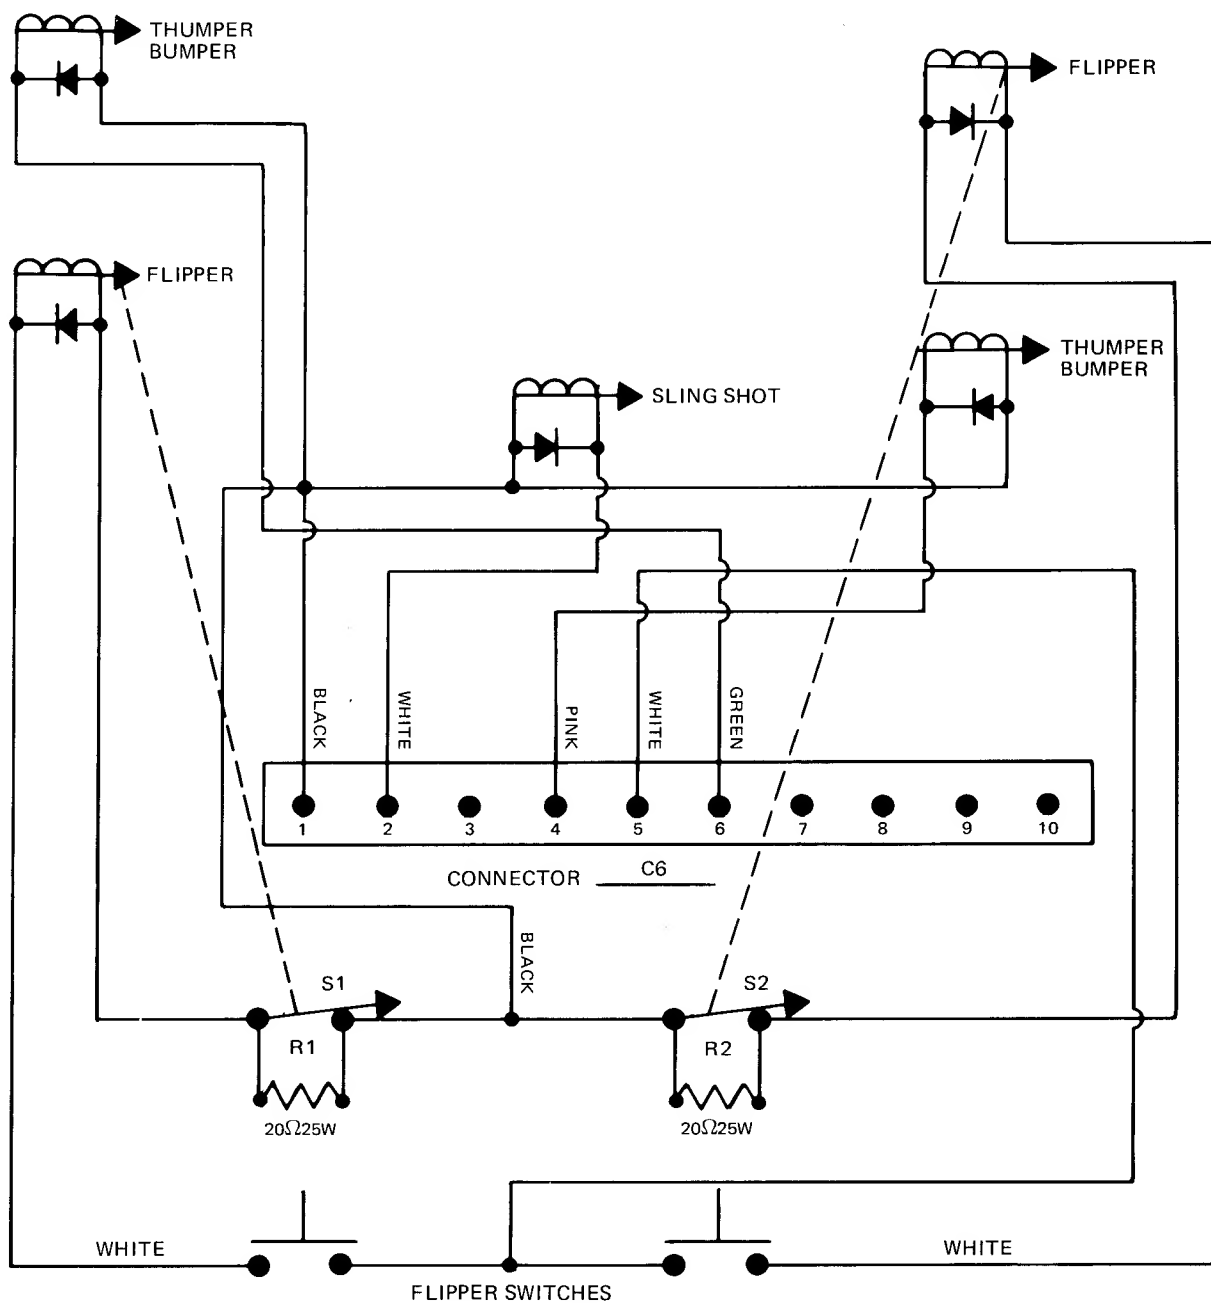 THUMPER
BUMPER
FLIPPER
FLIPPER
THUMPER
BUMPER
SLING SHOT
BLACK
WHITE
PINK
WHITE
GREEN
1 2 3 4 5 6 7 8 9 10
CONNECTOR C6
BLACK
S1
S2
R1
R2
20Ω25W
20Ω25W
WHITE
WHITE
FLIPPER SWITCHES